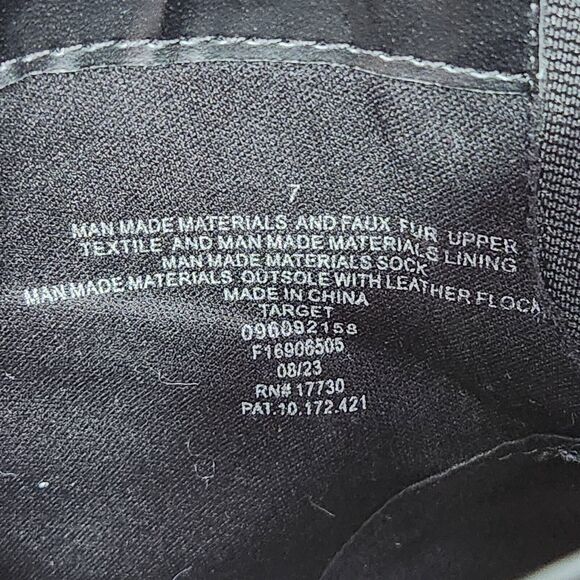 7
MAN MADE MATERIALS AND FAUX FUR UPPER
TEXTILE AND MAN MADE MATERIALS LINING
MAN MADE MATERIALS SOCK
MAN MADE MATERIALS OUTSOLE WITH LEATHER FLOCK
MADE IN CHINA
TARGET
096092158
F16906505
08/23
RN# 17730
PAT.10.172.421